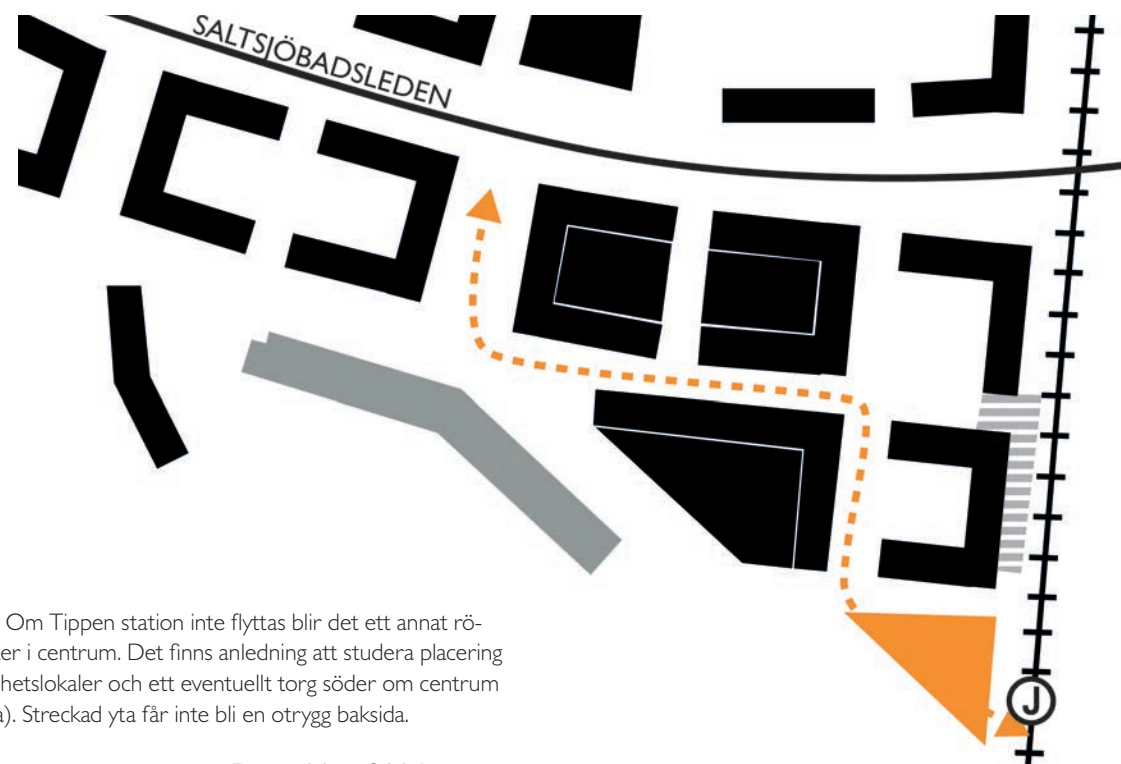 SALTSJÖBADSLEDEN
J
Om Tippen station inte flyttas blir det ett annat rö-
er i centrum. Det finns anledning att studera placering
hetslokaler och ett eventuellt torg söder om centrum
a). Streckad yta får inte bli en otrygg baksida.